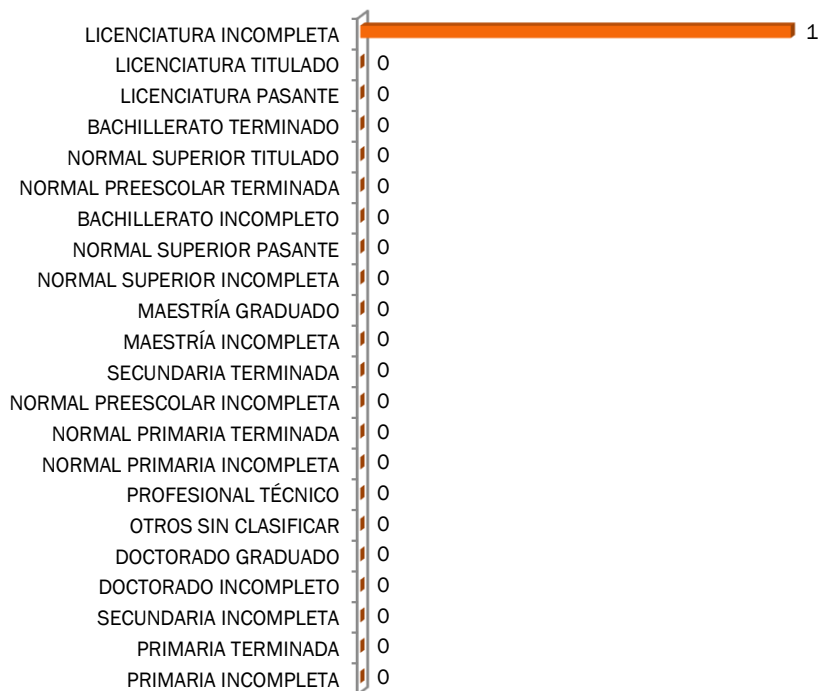 LICENCIATURA INCOMPLETA 1
LICENCIATURA TITULADO 0
LICENCIATURA PASANTE 0
BACHILLERATO TERMINADO 0
NORMAL SUPERIOR TITULADO 0
NORMAL PREESCOLAR TERMINADA 0
BACHILLERATO INCOMPLETO 0
NORMAL SUPERIOR PASANTE 0
NORMAL SUPERIOR INCOMPLETA 0
MAESTRÍA GRADUADO 0
MAESTRÍA INCOMPLETA 0
SECUNDARIA TERMINADA 0
NORMAL PREESCOLAR INCOMPLETA 0
NORMAL PRIMARIA TERMINADA 0
NORMAL PRIMARIA INCOMPLETA 0
PROFESIONAL TÉCNICO 0
OTROS SIN CLASIFICAR 0
DOCTORADO GRADUADO 0
DOCTORADO INCOMPLETO 0
SECUNDARIA INCOMPLETA 0
PRIMARIA TERMINADA 0
PRIMARIA INCOMPLETA 0